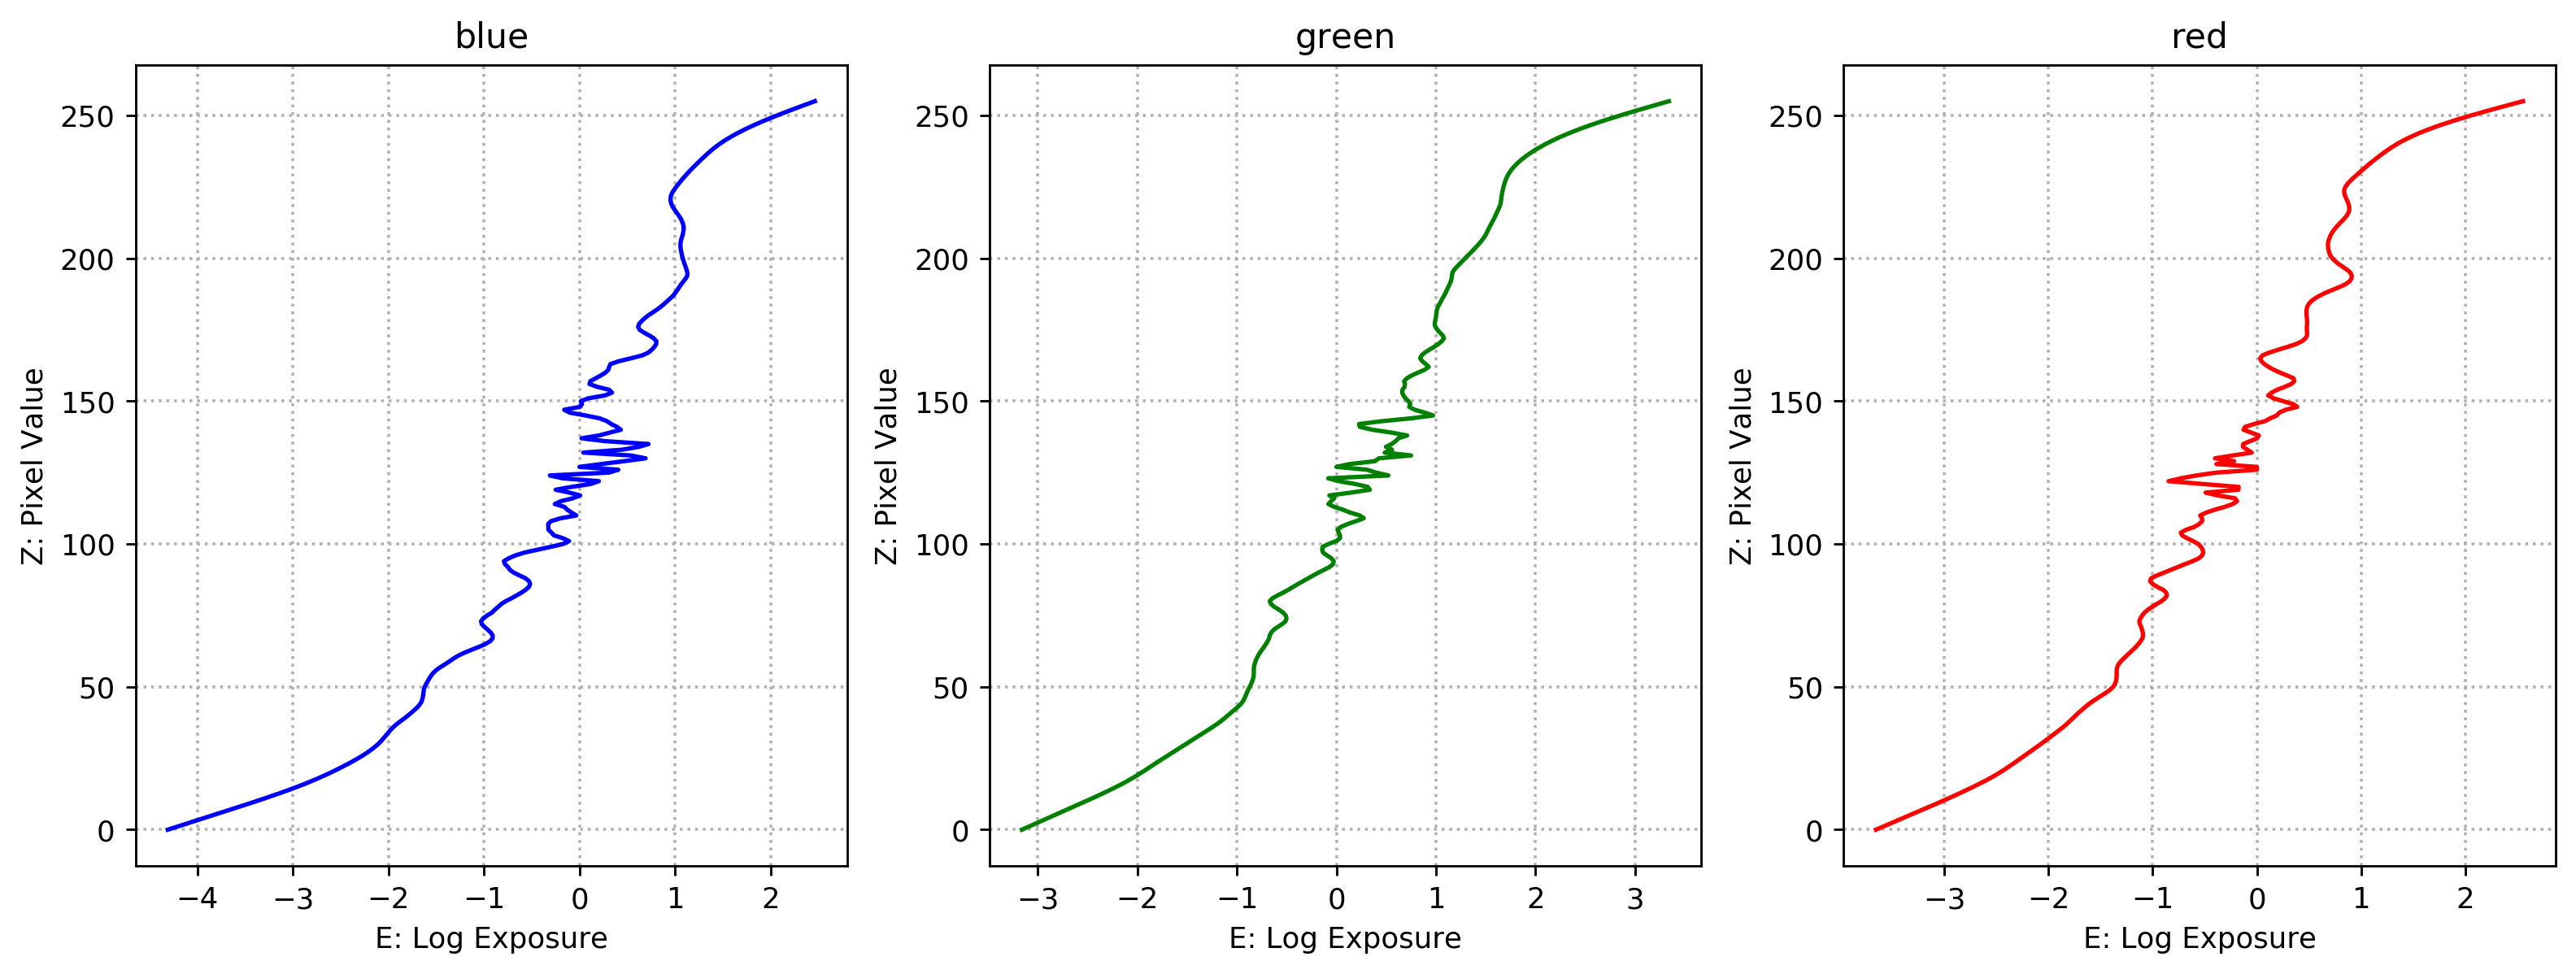 blue
250
200
150
100
50
0
Z: Pixel Value
−4 −3 −2 −1 0 1 2
E: Log Exposure
green
250
200
150
100
50
0
Z: Pixel Value
−3 −2 −1 0 1 2 3
E: Log Exposure
red
250
200
150
100
50
0
Z: Pixel Value
−3 −2 −1 0 1 2
E: Log Exposure